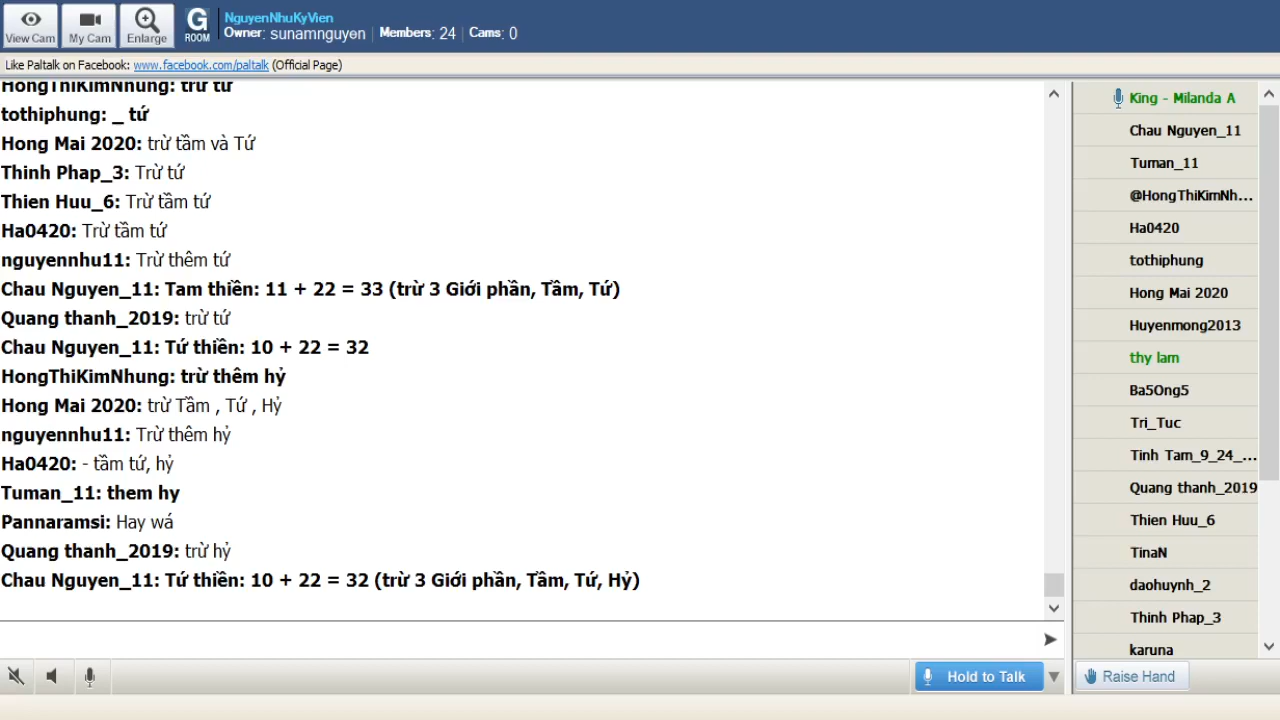 NguyenNhuKyVien
G
ROOM
Owner: sunamnguyen Members: 24 Cams: 0
View Cam
My Cam
Enlarge
Like Paltalk on Facebook: www.facebook.com/paltalk (Official Page)
HongThiKimNhung: trừ tứ
tothiphung: _ tứ
Hong Mai 2020: trừ tầm và Tứ
Thinh Phap_3: Trừ tứ
Thien Huu_6: Trừ tầm tứ
Ha0420: Trừ tầm tứ
nguyennhu11: Trừ thêm tứ
Chau Nguyen_11: Tam thiền: 11 + 22 = 33 (trừ 3 Giới phần, Tầm, Tứ)
Quang thanh_2019: trừ tứ
Chau Nguyen_11: Tứ thiền: 10 + 22 = 32
HongThiKimNhung: trừ thêm hỷ
Hong Mai 2020: trừ Tầm , Tứ , Hỷ
nguyennhu11: Trừ thêm hỷ
Ha0420: - tầm tứ, hỷ
Tuman_11: them hy
Pannaramsi: Hay wá
Quang thanh_2019: trừ hỷ
Chau Nguyen_11: Tứ thiền: 10 + 22 = 32 (trừ 3 Giới phần, Tầm, Tứ, Hỷ)
King - Milanda A
Chau Nguyen_11
Tuman_11
@HongThiKimNh...
Ha0420
tothiphung
Hong Mai 2020
Huyenmong2013
thy lam
Ba5Ong5
Tri_Tuc
Tinh Tam_9_24_...
Quang thanh_2019
Thien Huu_6
TinaN
daohuynh_2
Thinh Phap_3
karuna
Hold to Talk
Raise Hand